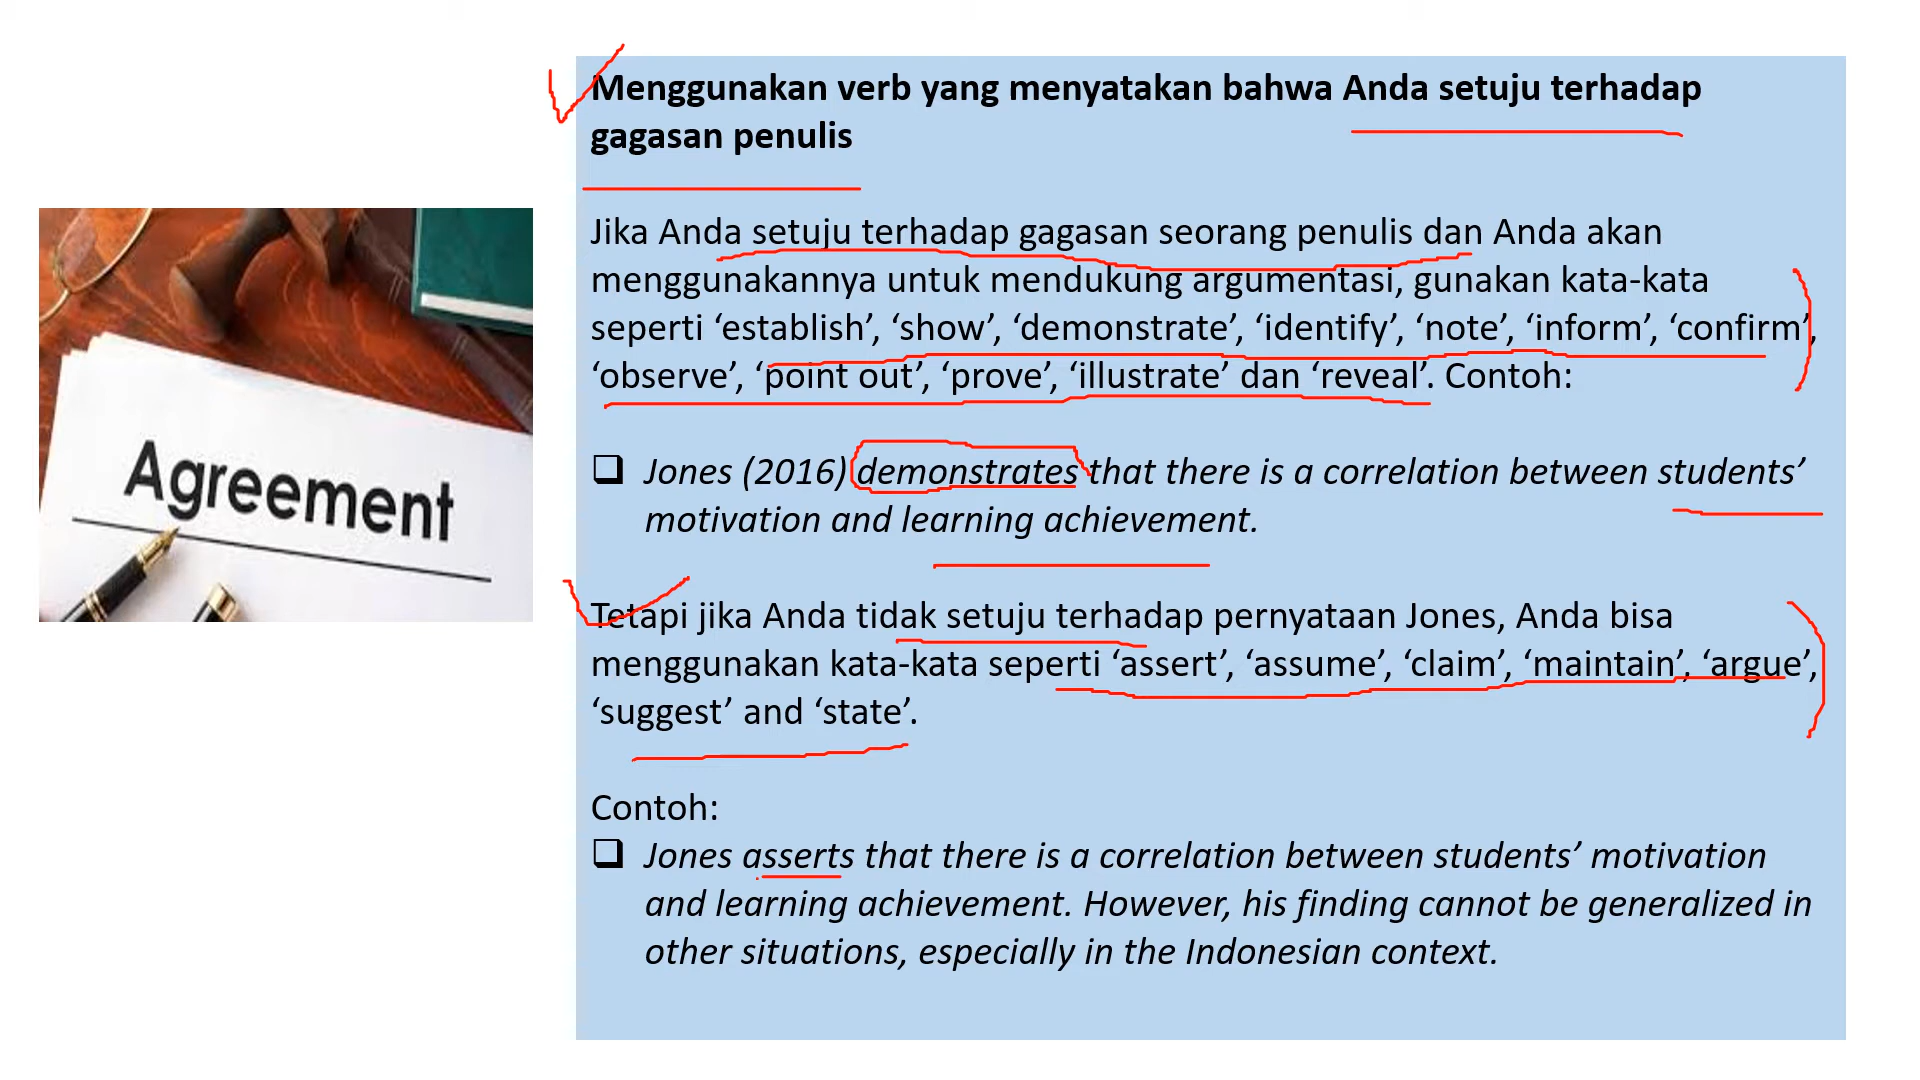 Menggunakan verb yang menyatakan bahwa Anda setuju terhadap
gagasan penulis
Jika Anda setuju terhadap gagasan seorang penulis dan Anda akan
menggunakannya untuk mendukung argumentasi, gunakan kata-kata
seperti ‘establish’, ‘show’, ‘demonstrate’, ‘identify’, ‘note’, ‘inform’, ‘confirm’,
‘observe’, ‘point out’, ‘prove’, ‘illustrate’ dan ‘reveal’. Contoh:
❑ Jones (2016) demonstrates that there is a correlation between students’
motivation and learning achievement.
Tetapi jika Anda tidak setuju terhadap pernyataan Jones, Anda bisa
menggunakan kata-kata seperti ‘assert’, ‘assume’, ‘claim’, ‘maintain’, ‘argue’,
‘suggest’ and ‘state’.
Contoh:
❑ Jones asserts that there is a correlation between students’ motivation
and learning achievement. However, his finding cannot be generalized in
other situations, especially in the Indonesian context.
Agreement